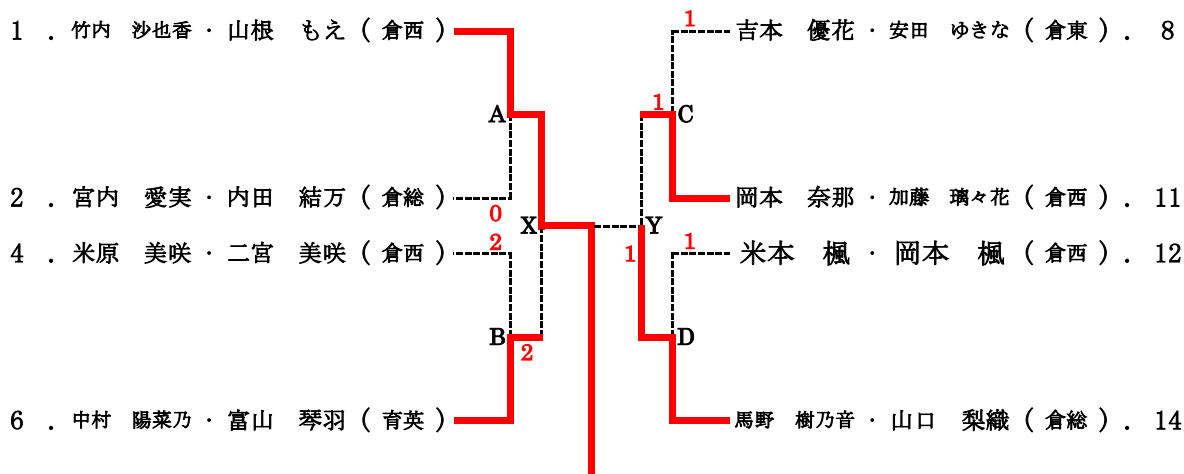 1 . 竹内 沙也香 · 山根 もえ ( 倉西 )
1
吉本 優花 · 安田 ゆきな ( 倉東 ) . 8
A
1
C
2 . 宮内 愛実 · 内田 結万 ( 倉総 )
0
岡本 奈那 · 加藤 璃々花 ( 倉西 ) . 11
X
Y
4 . 米原 美咲 · 二宮 美咲 ( 倉西 )
2
1
1
米本 楓 · 岡本 楓 ( 倉西 ) . 12
B
2
D
6 . 中村 陽菜乃 · 富山 琴羽 ( 育英 )
馬野 樹乃音 · 山口 梨織 ( 倉総 ) . 14